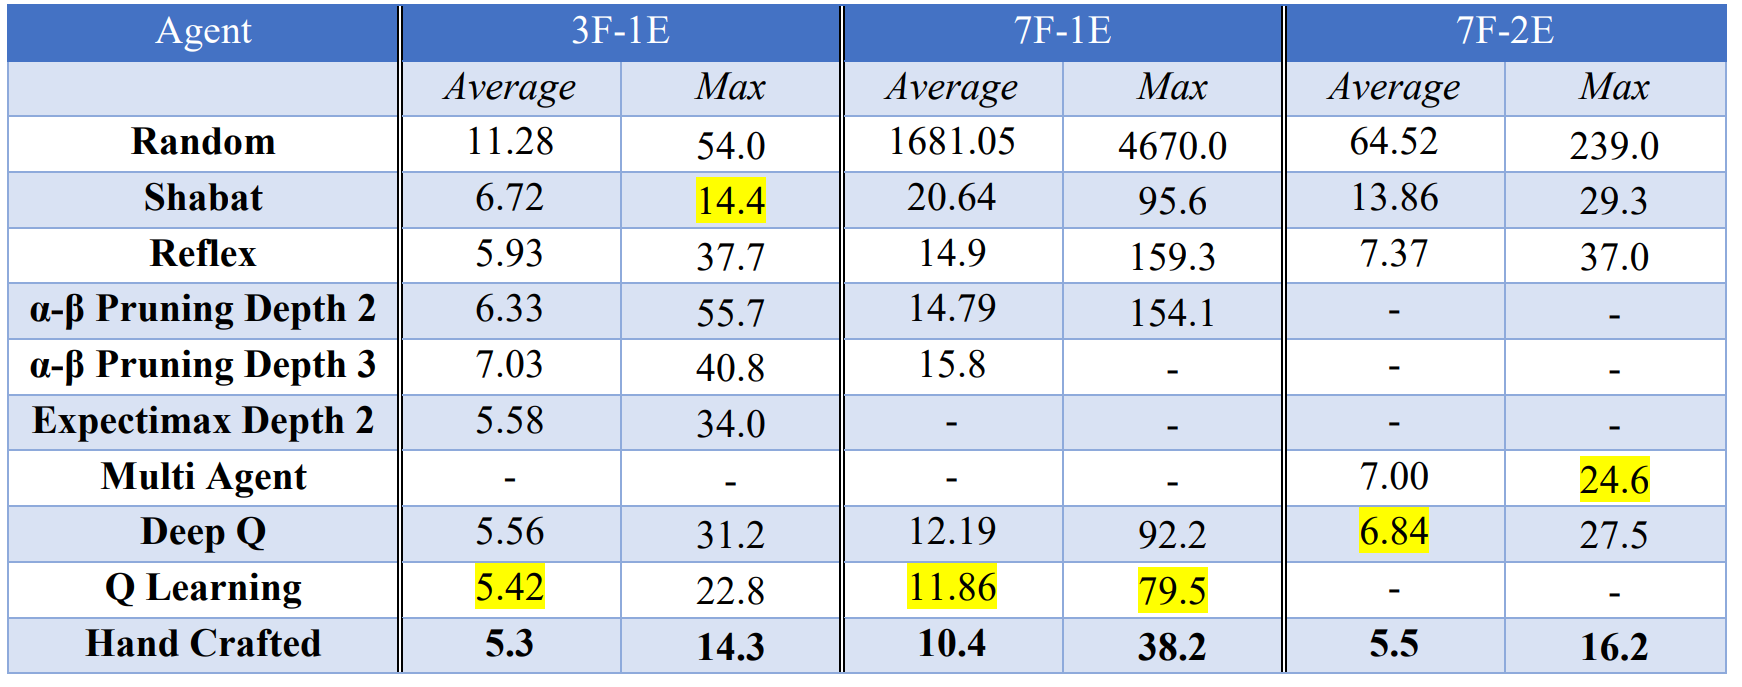 Agent 3F-1E 7F-1E 7F-2E
Average Max Average Max Average Max
Random 11.28 54.0 1681.05 4670.0 64.52 239.0
Shabat 6.72 14.4 20.64 95.6 13.86 29.3
Reflex 5.93 37.7 14.9 159.3 7.37 37.0
α-β Pruning Depth 2 6.33 55.7 14.79 154.1 - -
α-β Pruning Depth 3 7.03 40.8 15.8 - - -
Expectimax Depth 2 5.58 34.0 - - - -
Multi Agent - - - - 7.00 24.6
Deep Q 5.56 31.2 12.19 92.2 6.84 27.5
Q Learning 5.42 22.8 11.86 79.5 - -
Hand Crafted 5.3 14.3 10.4 38.2 5.5 16.2